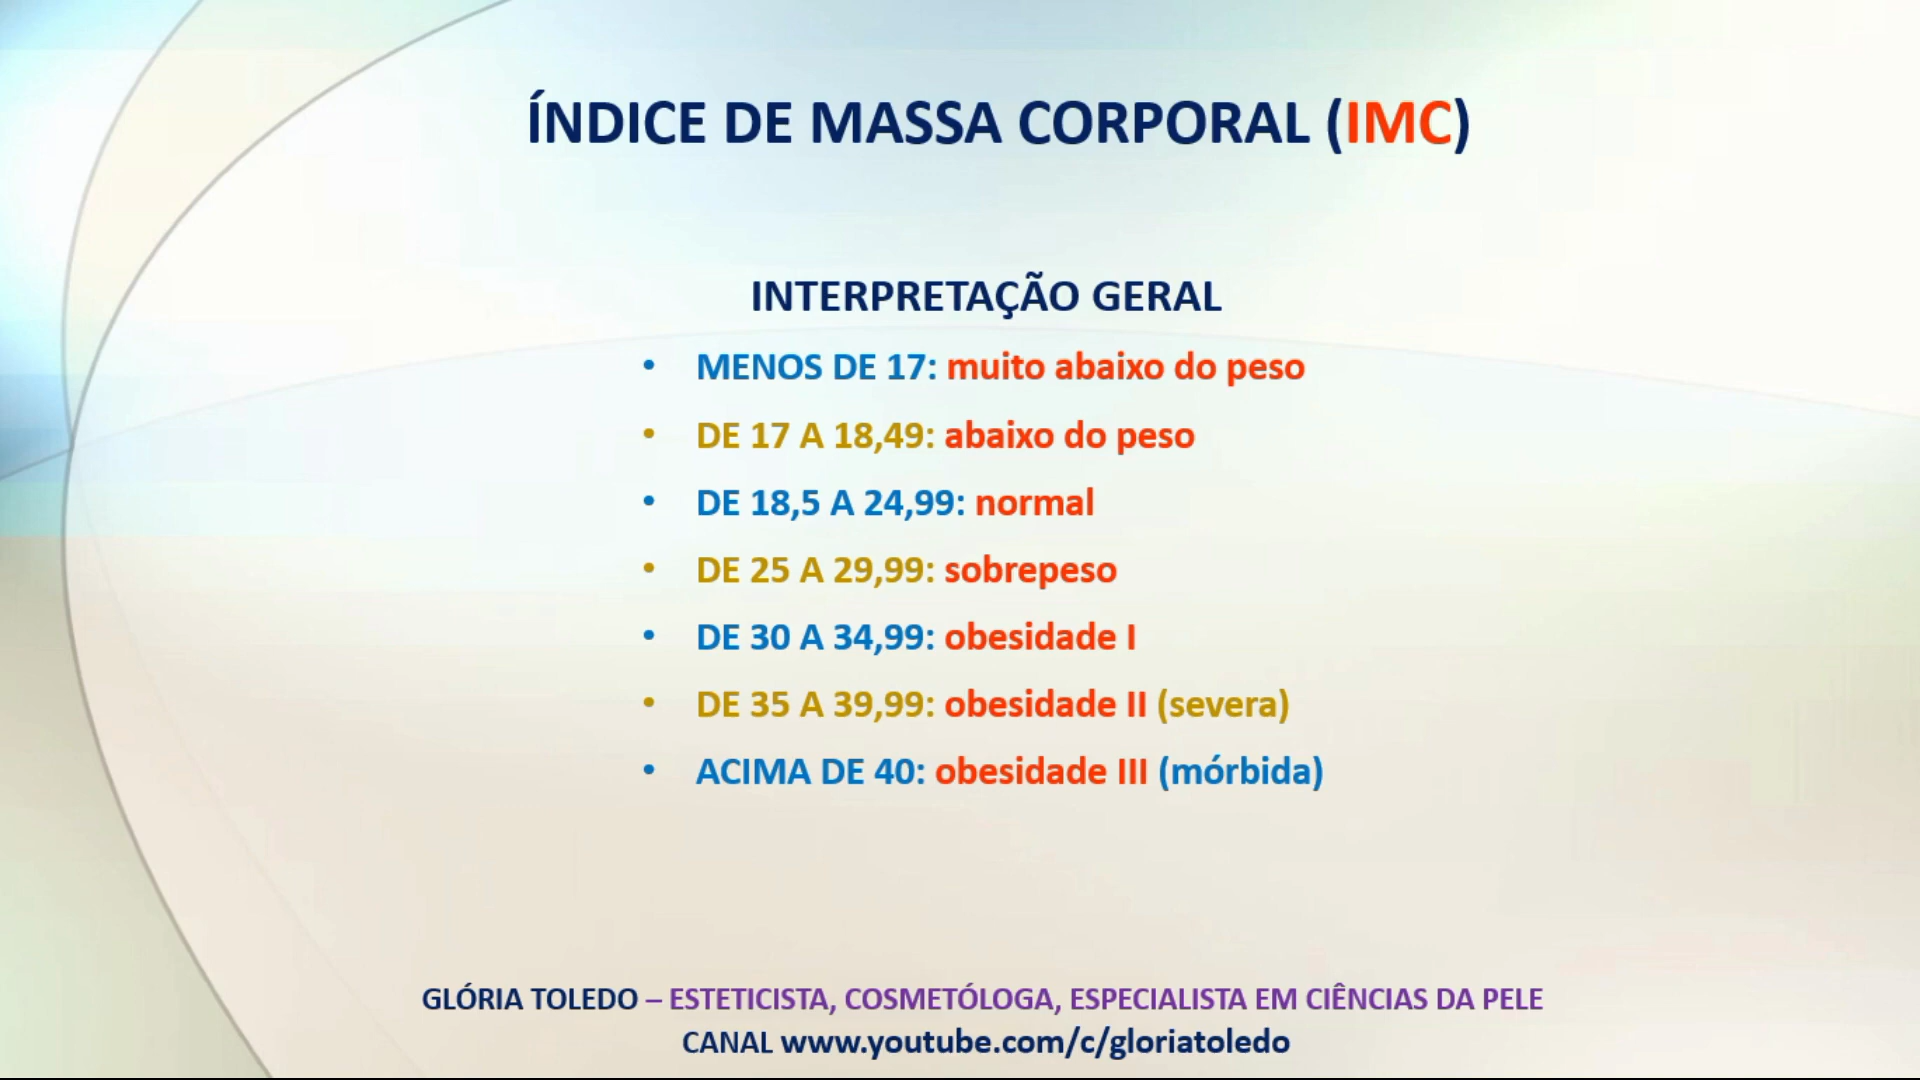 ÍNDICE DE MASSA CORPORAL (IMC)
INTERPRETAÇÃO GERAL
• MENOS DE 17: muito abaixo do peso
• DE 17 A 18,49: abaixo do peso
• DE 18,5 A 24,99: normal
• DE 25 A 29,99: sobrepeso
• DE 30 A 34,99: obesidade I
• DE 35 A 39,99: obesidade II (severa)
• ACIMA DE 40: obesidade III (mórbida)
GLÓRIA TOLEDO – ESTETICISTA, COSMETÓLOGA, ESPECIALISTA EM CIÊNCIAS DA PELE
CANAL www.youtube.com/c/gloriatoledo